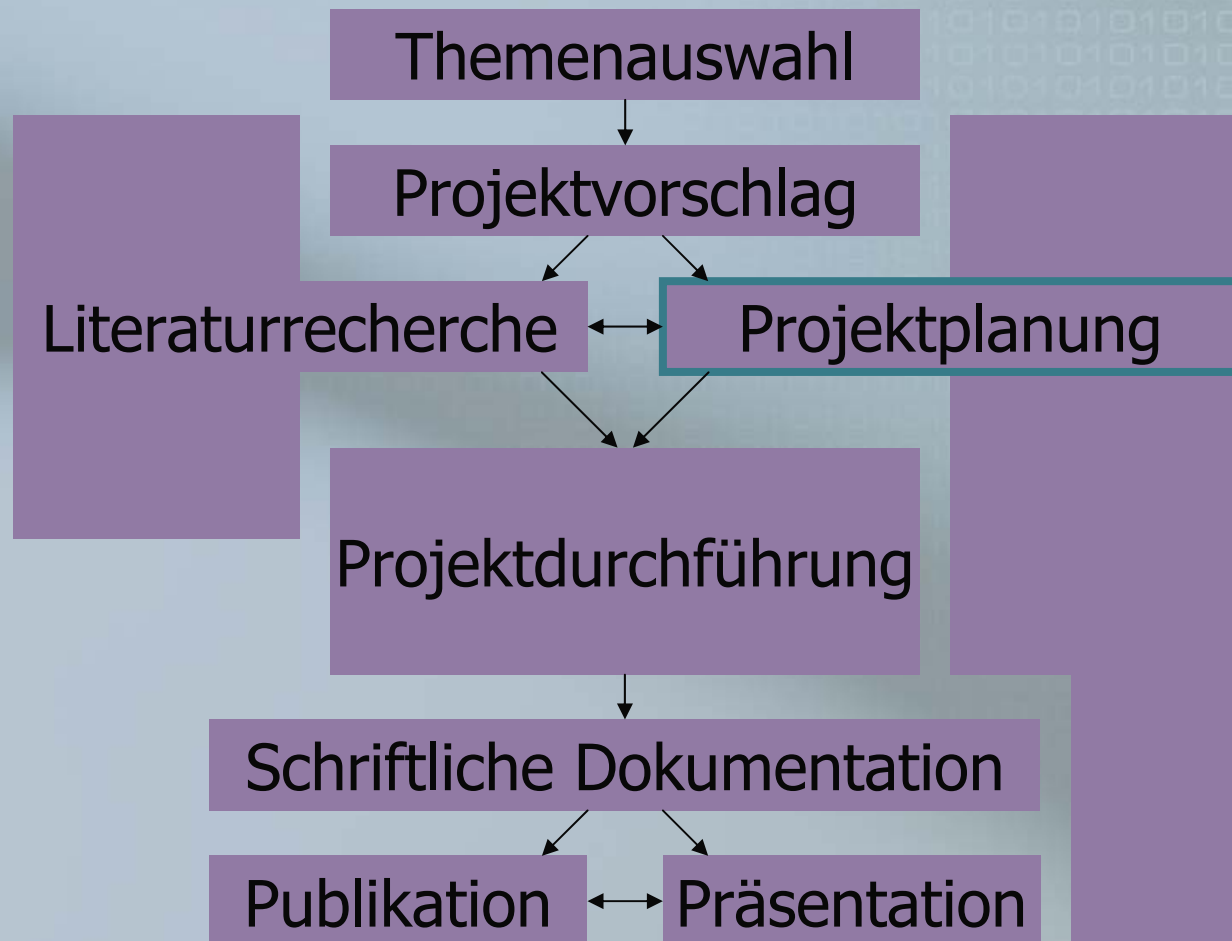 Themenauswahl
Projektvorschlag
Literaturrecherche
Projektplanung
Projektdurchführung
Schriftliche Dokumentation
Publikation
Präsentation